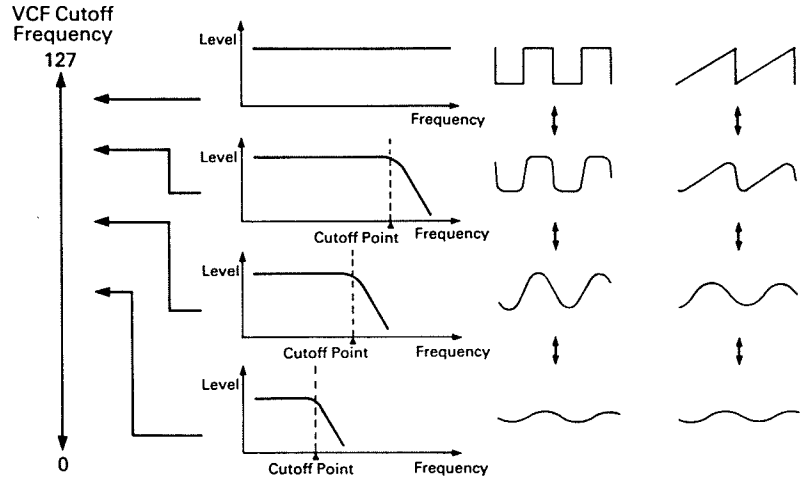 VCF Cutoff
Frequency
127
Level
Frequency
Level
Cutoff Point
Frequency
Level
Cutoff Point
Frequency
Level
0
Cutoff Point
Frequency